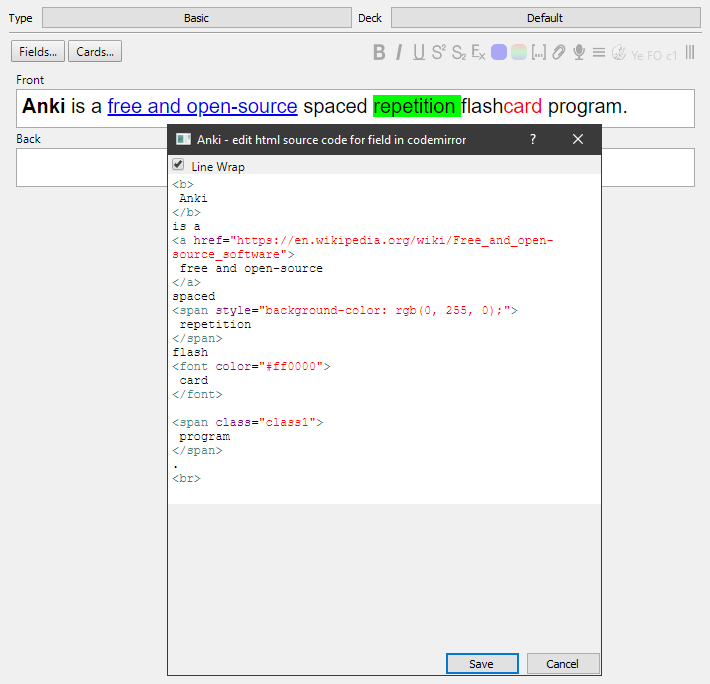 Type Basic Deck Default
Fields... Cards... B I U S² S₂ Eₓ [...] Ye FO c1
Front
Anki is a free and open-source spaced repetition flashcard program.
Back
Anki - edit html source code for field in codemirror ?
Line Wrap
<b>
Anki
</b>
is a
<a href="https://en.wikipedia.org/wiki/Free_and_open-
source_software">
free and open-source
</a>
spaced
<span style="background-color: rgb(0, 255, 0);">
repetition
</span>
flash
<font color="#ff0000">
card
</font>
<span class="class1">
program
</span>
.
<br>
Save Cancel